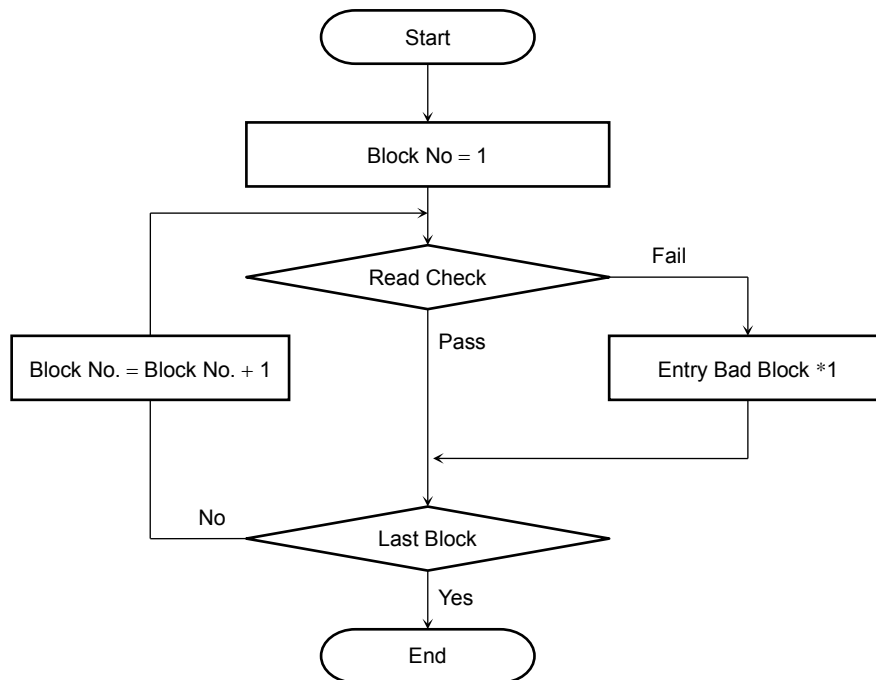 Start
Block No = 1
Read Check
Fail
Pass
Block No. = Block No. + 1
Entry Bad Block *1
No
Last Block
Yes
End